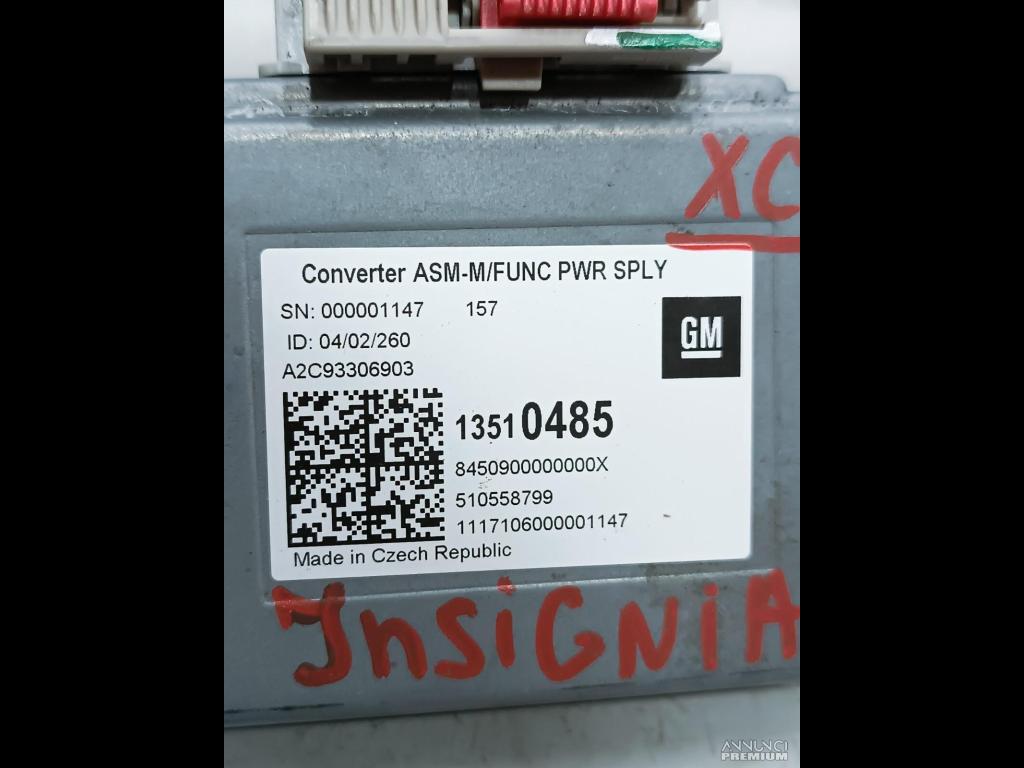 XC
Converter ASM-M/FUNC PWR SPLY
SN: 000001147 157
ID: 04/02/260
A2C93306903
GM
13510485
8450900000000X
510558799
1117106000001147
Made in Czech Republic
InSiGNiA
ANNUNCI
PREMIUM